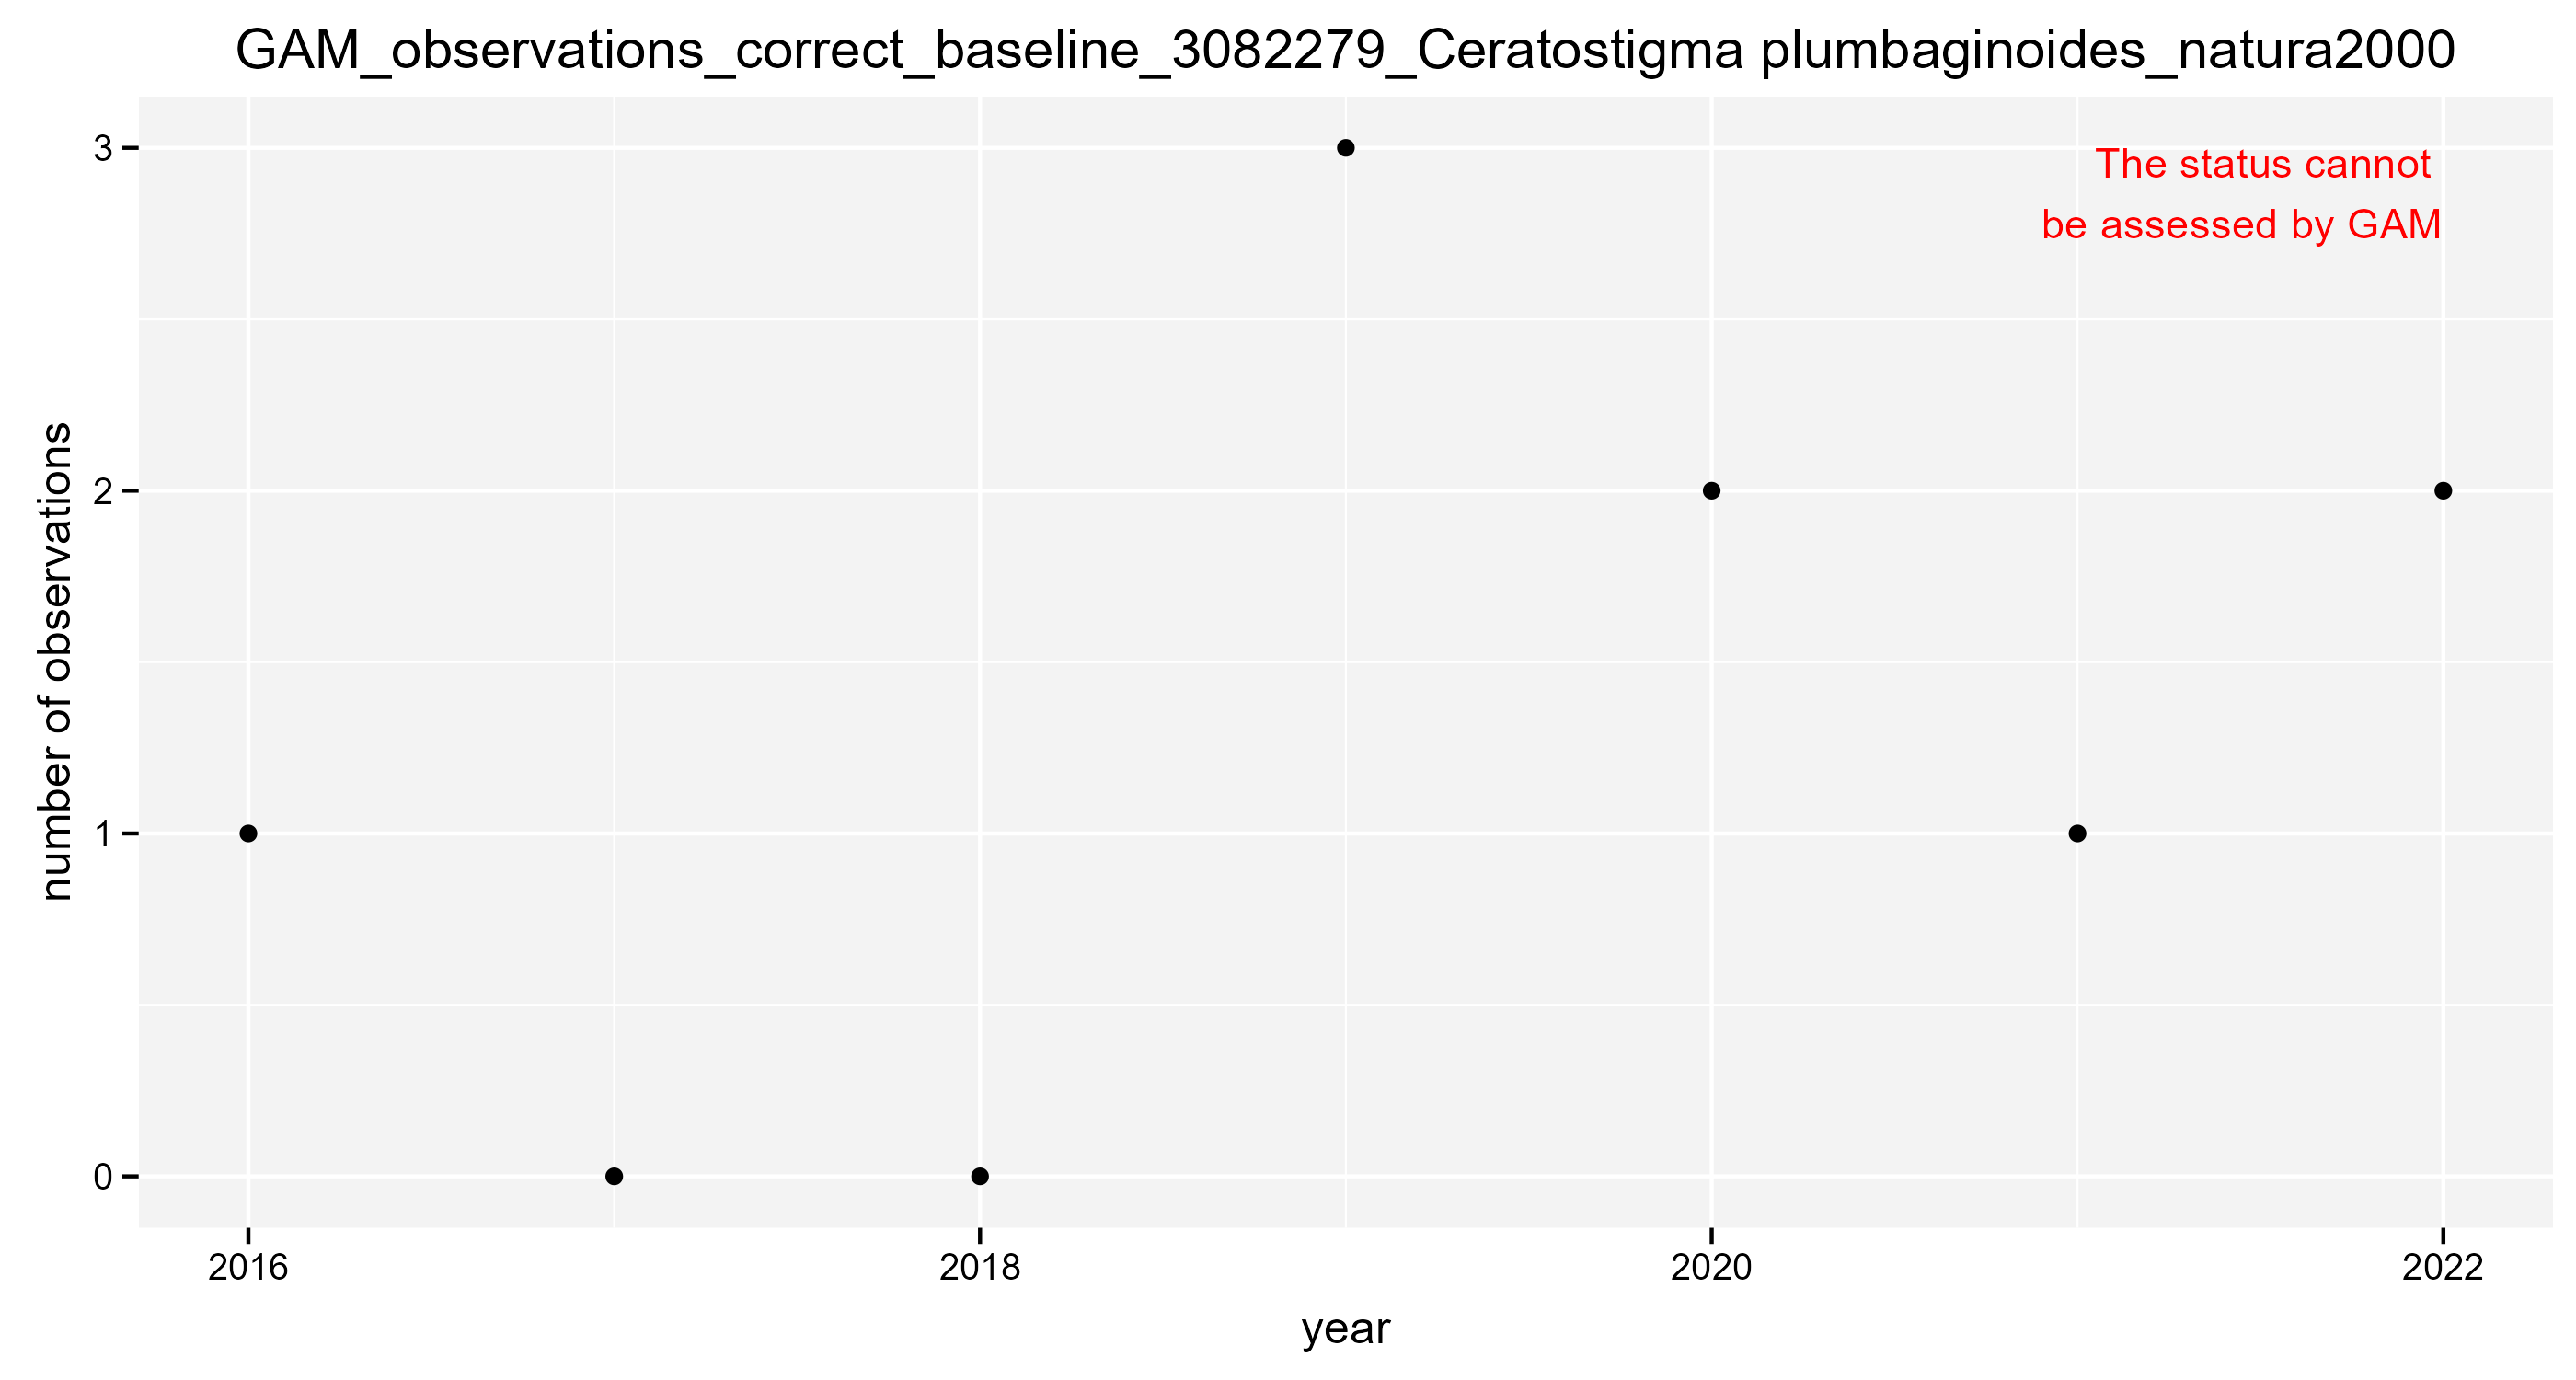 GAM_observations_correct_baseline_3082279_Ceratostigma plumbaginoides_natura2000
The status cannot
be assessed by GAM
3
2
1
0
number of observations
2016 2018 2020 2022
year